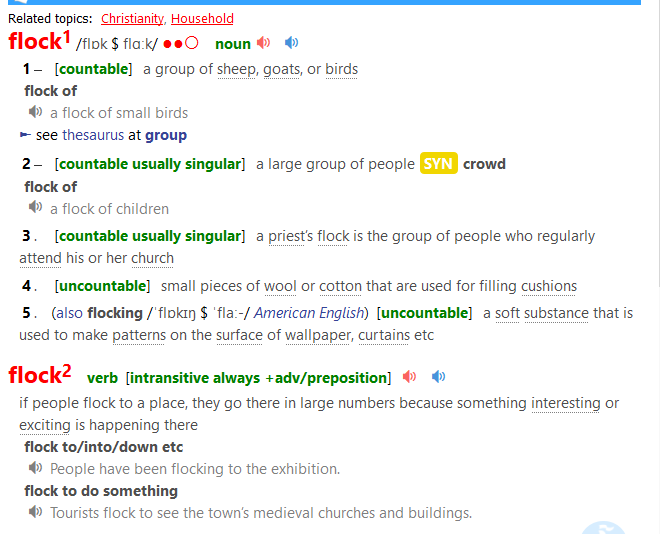 Related topics: Christianity, Household
flock1 /flɒk $ flɑːk/ ●●○ noun
1 – [countable] a group of sheep, goats, or birds
flock of
a flock of small birds
► see thesaurus at group
2 – [countable usually singular] a large group of people SYN crowd
flock of
a flock of children
3 . [countable usually singular] a priest’s flock is the group of people who regularly
attend his or her church
4 . [uncountable] small pieces of wool or cotton that are used for filling cushions
5 . (also flocking /ˈflɒkɪŋ $ ˈflaː-/ American English) [uncountable] a soft substance that is
used to make patterns on the surface of wallpaper, curtains etc
flock2 verb [intransitive always +adv/preposition]
if people flock to a place, they go there in large numbers because something interesting or
exciting is happening there
flock to/into/down etc
People have been flocking to the exhibition.
flock to do something
Tourists flock to see the town’s medieval churches and buildings.